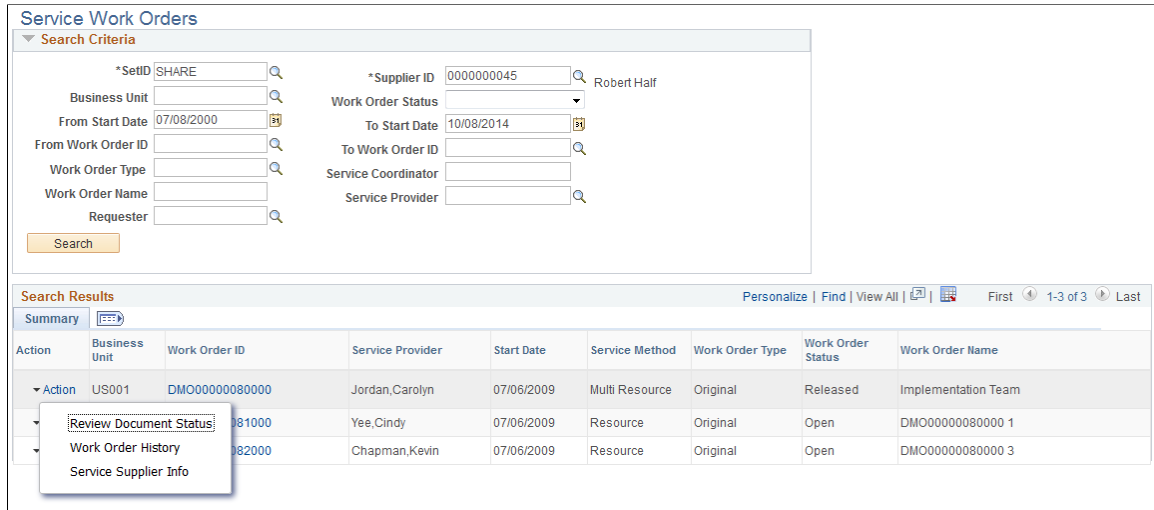 Service Work Orders
Search Criteria
*SetID SHARE *Supplier ID 0000000045 Robert Half
Business Unit Work Order Status
From Start Date 07/08/2000 To Start Date 10/08/2014
From Work Order ID To Work Order ID
Work Order Type Service Coordinator
Work Order Name Service Provider
Requester
Search
Search Results Personalize | Find | View All | | First 1-3 of 3 Last
Summary
Action Business Unit Work Order ID Service Provider Start Date Service Method Work Order Type Work Order Status Work Order Name
Action US001 DMO00000080000 Jordan,Carolyn 07/06/2009 Multi Resource Original Released Implementation Team
Review Document Status 081000 Yee,Cindy 07/06/2009 Resource Original Open DMO00000080000 1
Work Order History 082000 Chapman,Kevin 07/06/2009 Resource Original Open DMO00000080000 3
Service Supplier Info